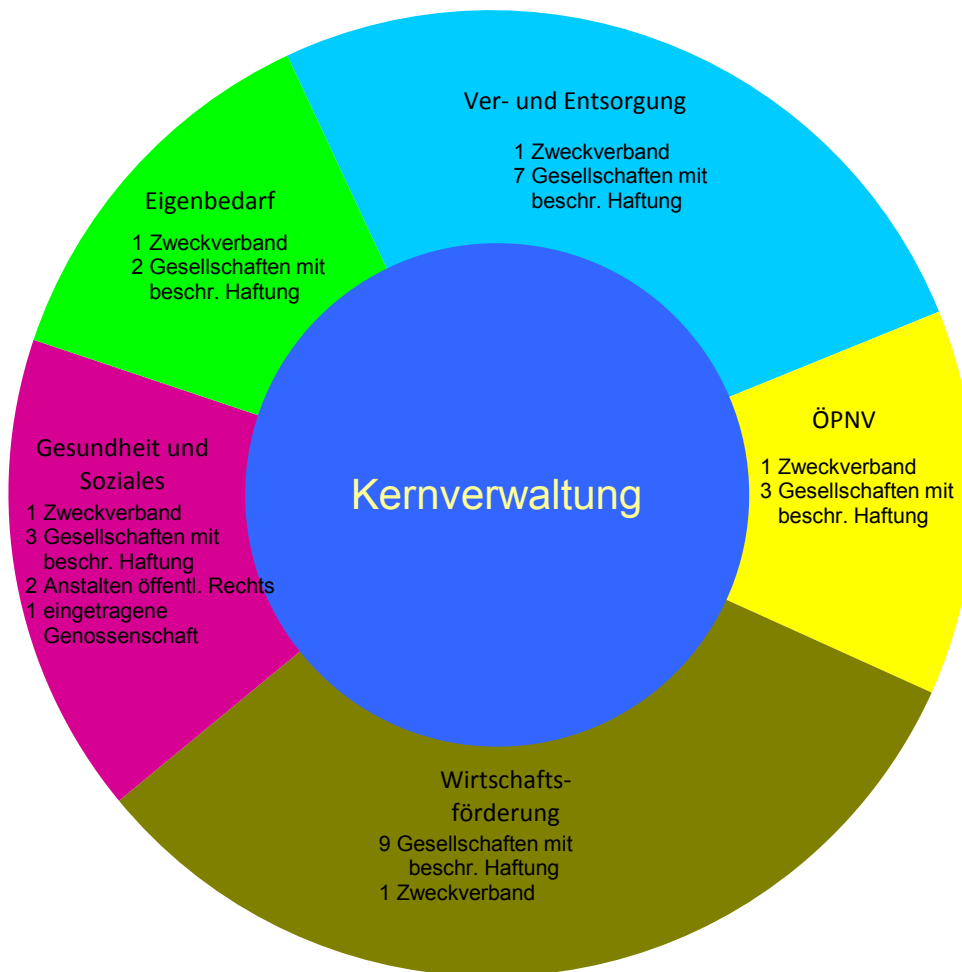 Ver- und Entsorgung
1 Zweckverband
7 Gesellschaften mit
beschr. Haftung
Eigenbedarf
1 Zweckverband
2 Gesellschaften mit
beschr. Haftung
ÖPNV
1 Zweckverband
3 Gesellschaften mit
beschr. Haftung
Gesundheit und
Soziales
1 Zweckverband
3 Gesellschaften mit
beschr. Haftung
2 Anstalten öffentl. Rechts
1 eingetragene
Genossenschaft
Kernverwaltung
Wirtschafts-
förderung
9 Gesellschaften mit
beschr. Haftung
1 Zweckverband